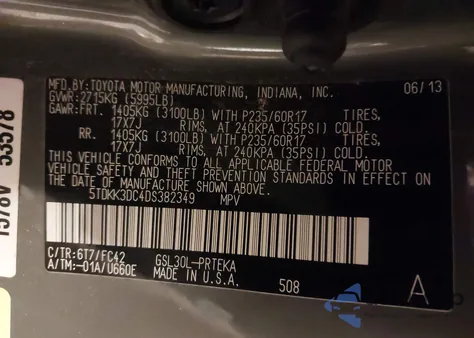 MFD.BY:TOYOTA MOTOR MANUFACTURING, INDIANA, INC. 06/13
GVWR:2715KG (5995LB)
GAWR:FRT. 1405KG (3100LB) WITH P235/60R17 TIRES,
17X7J RIMS, AT 240KPA (35PSI) COLD.
RR. 1405KG (3100LB) WITH P235/60R17 TIRES,
17X7J RIMS, AT 240KPA (35PSI) COLD.
THIS VEHICLE CONFORMS TO ALL APPLICABLE FEDERAL MOTOR
VEHICLE SAFETY AND THEFT PREVENTION STANDARDS IN EFFECT ON
THE DATE OF MANUFACTURE SHOWN ABOVE.
5TDKK3DC4DS382349 MPV
C/TR:6T7/FC42 GSL30L-PRTEKA
A/TM:-01A/U660E MADE IN U.S.A. 508 A
1578V 53578